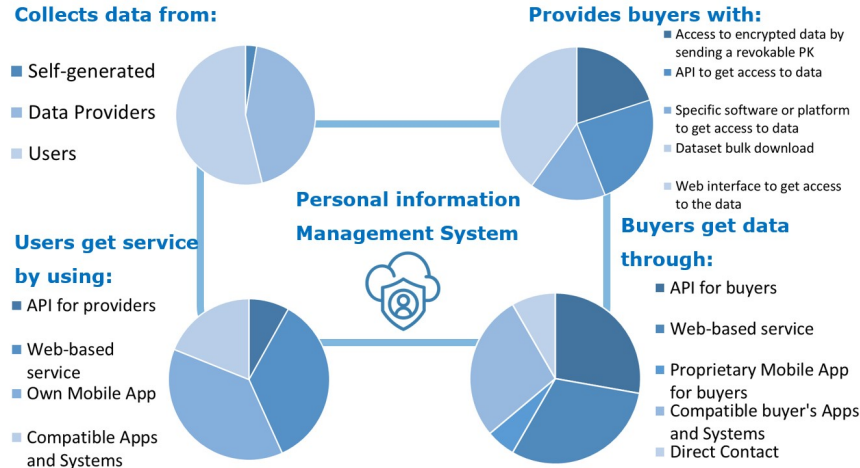 Collects data from:
Self-generated
Data Providers
Users
Provides buyers with:
Access to encrypted data by
sending a revokable PK
API to get access to data
Specific software or platform
to get access to data
Dataset bulk download
Web interface to get access
to the data
Personal information
Management System
Users get service
by using:
API for providers
Web-based
service
Own Mobile App
Compatible Apps
and Systems
Buyers get data
through:
API for buyers
Web-based service
Proprietary Mobile App
for buyers
Compatible buyer's Apps
and Systems
Direct Contact